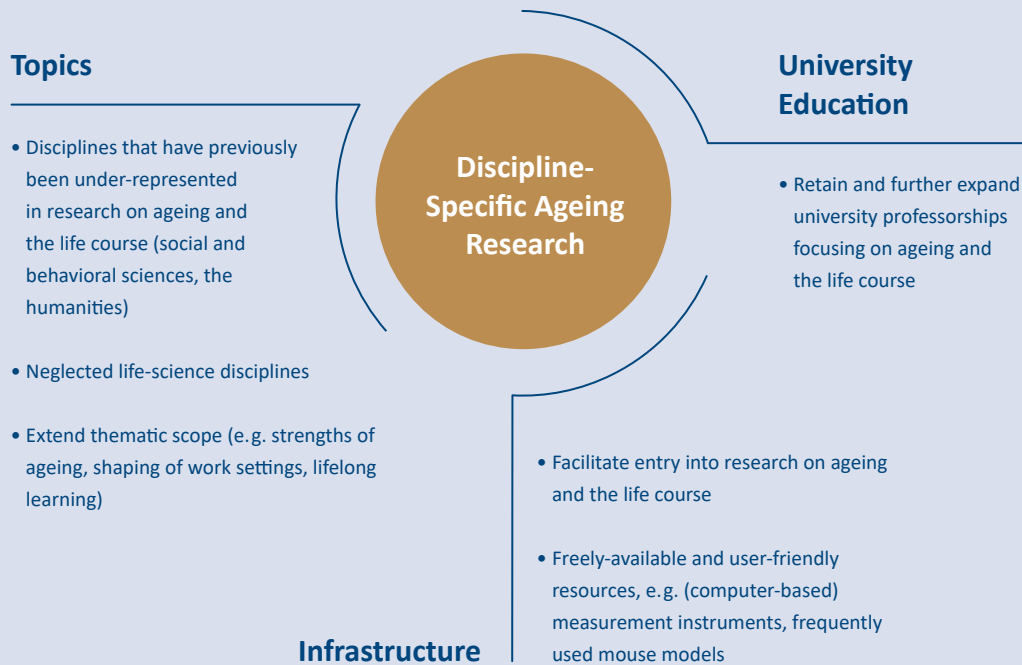 Topics
• Disciplines that have previously
been under-represented
in research on ageing and
the life course (social and
behavioral sciences, the
humanities)
• Neglected life-science disciplines
• Extend thematic scope (e. g. strengths of
ageing, shaping of work settings, lifelong
learning)
Discipline-
Specific Ageing
Research
University
Education
• Retain and further expand
university professorships
focusing on ageing and
the life course
Infrastructure
• Facilitate entry into research on ageing
and the life course
• Freely-available and user-friendly
resources, e. g. (computer-based)
measurement instruments, frequently
used mouse models